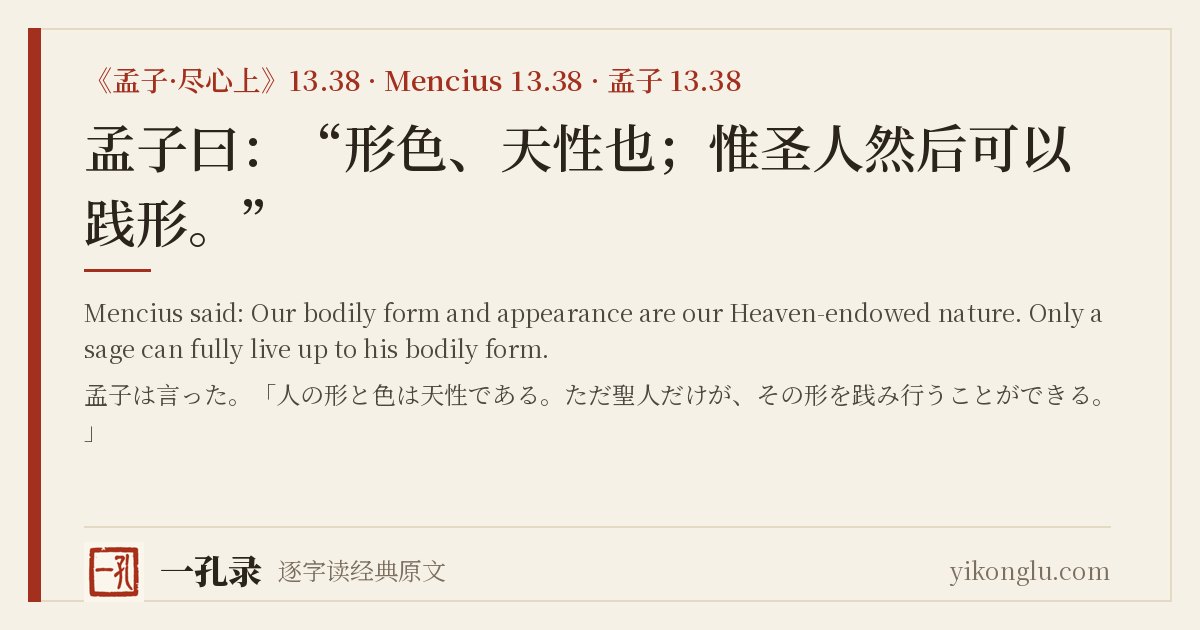 《孟子·尽心上》13.38 · Mencius 13.38 · 孟子 13.38
孟子曰：“形色、天性也；惟圣人然后可以
践形。”
Mencius said: Our bodily form and appearance are our Heaven-endowed nature. Only a
sage can fully live up to his bodily form.
孟子は言った。「人の形と色は天性である。ただ聖人だけが、その形を践み行うことができる。
」
一孔
一孔录 逐字读经典原文 yikonglu.com